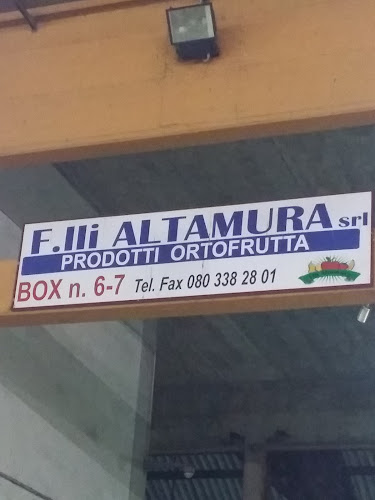 F.lli ALTAMURA srl
PRODOTTI ORTOFRUTTA
BOX n. 6-7 Tel. Fax 080 338 28 01